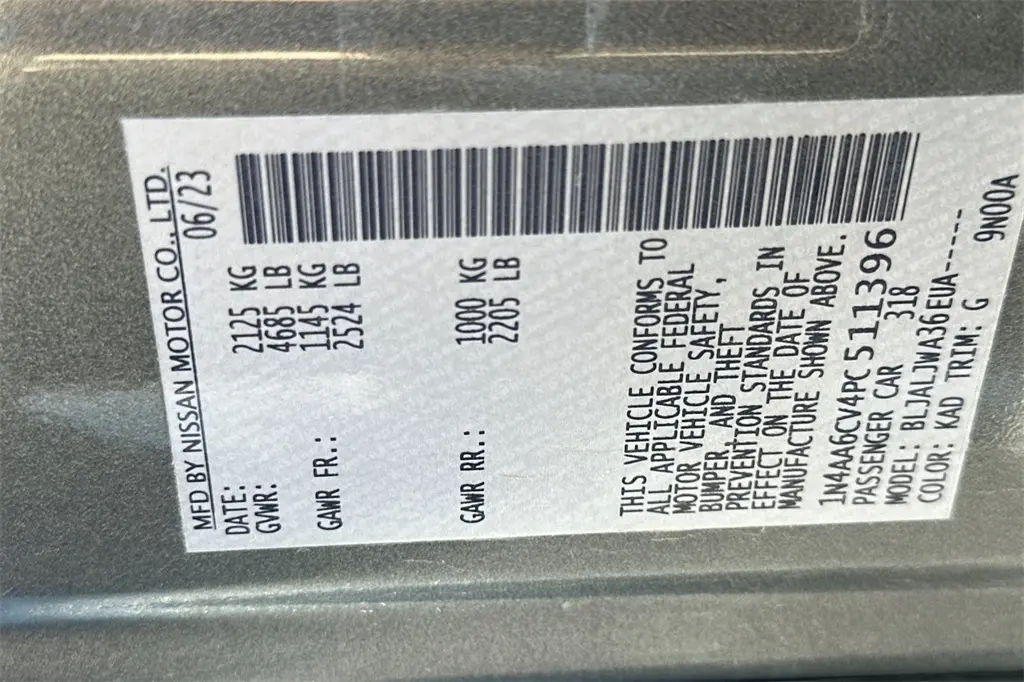 MFD BY NISSAN MOTOR CO., LTD.
DATE: 06/23
GVWR: 2125 KG
4685 LB
GAWR FR.: 1145 KG
2524 LB
GAWR RR.: 1000 KG
2205 LB
THIS VEHICLE CONFORMS TO
ALL APPLICABLE FEDERAL
MOTOR VEHICLE SAFETY,
BUMPER, AND THEFT
PREVENTION STANDARDS IN
EFFECT ON THE DATE OF
MANUFACTURE SHOWN ABOVE.
1N4AA6CV4PC511396
PASSENGER CAR 318
MODEL: BLJALJWA36EUA-----
COLOR: KAD TRIM: G 9N00A